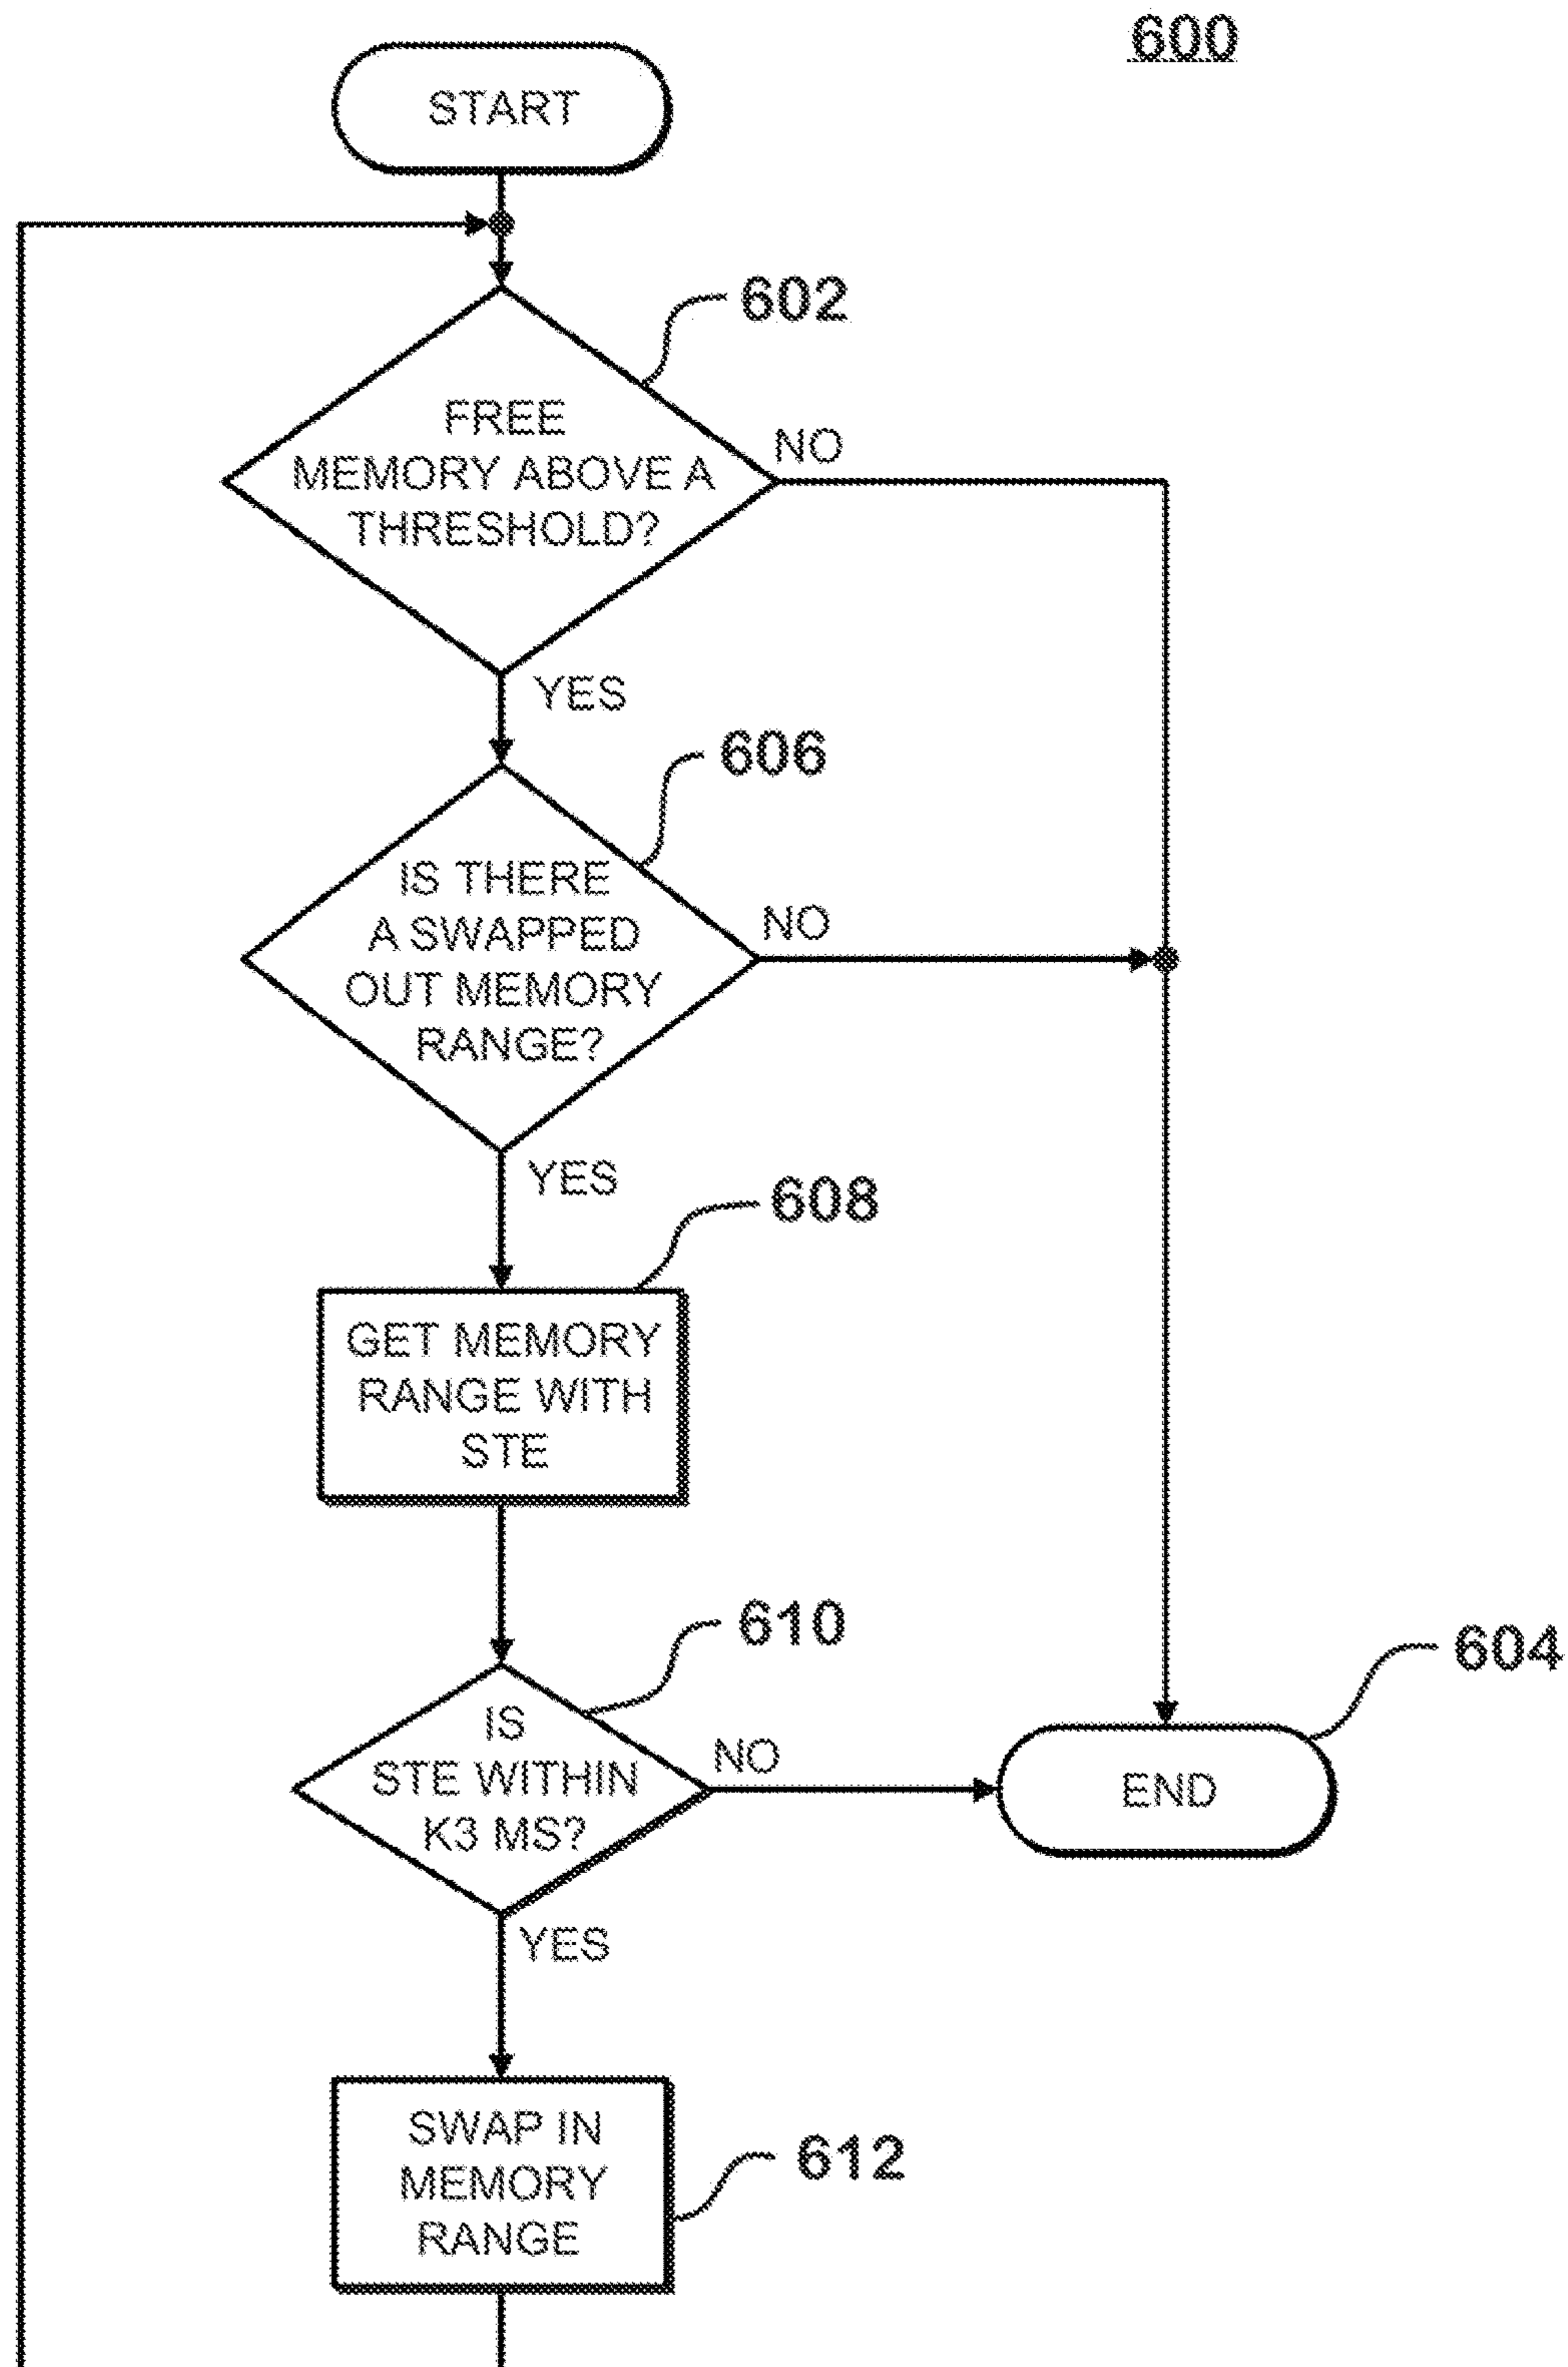 600
START
602
FREE
MEMORY ABOVE A
THRESHOLD?
NO
YES
606
IS THERE
A SWAPPED
OUT MEMORY
RANGE?
NO
YES
608
GET MEMORY
RANGE WITH
STE
610
IS
STE WITHIN
K3 MS?
NO
604
END
YES
SWAP IN
MEMORY
RANGE
612